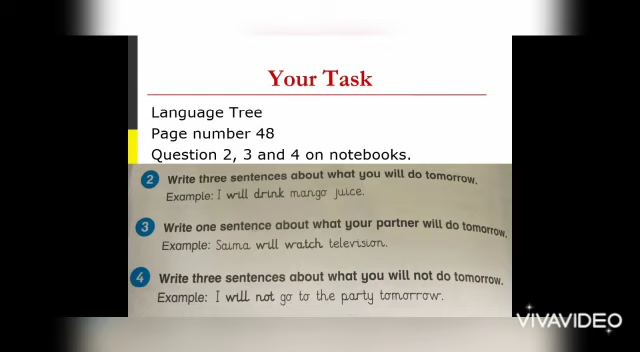 Your Task
Language Tree
Page number 48
Question 2, 3 and 4 on notebooks.
2 Write three sentences about what you will do tomorrow.
Example: I will drink mango juice.
3 Write one sentence about what your partner will do tomorrow.
Example: Saima will watch television.
4 Write three sentences about what you will not do tomorrow.
Example: I will not go to the party tomorrow.
VIVAVIDEO